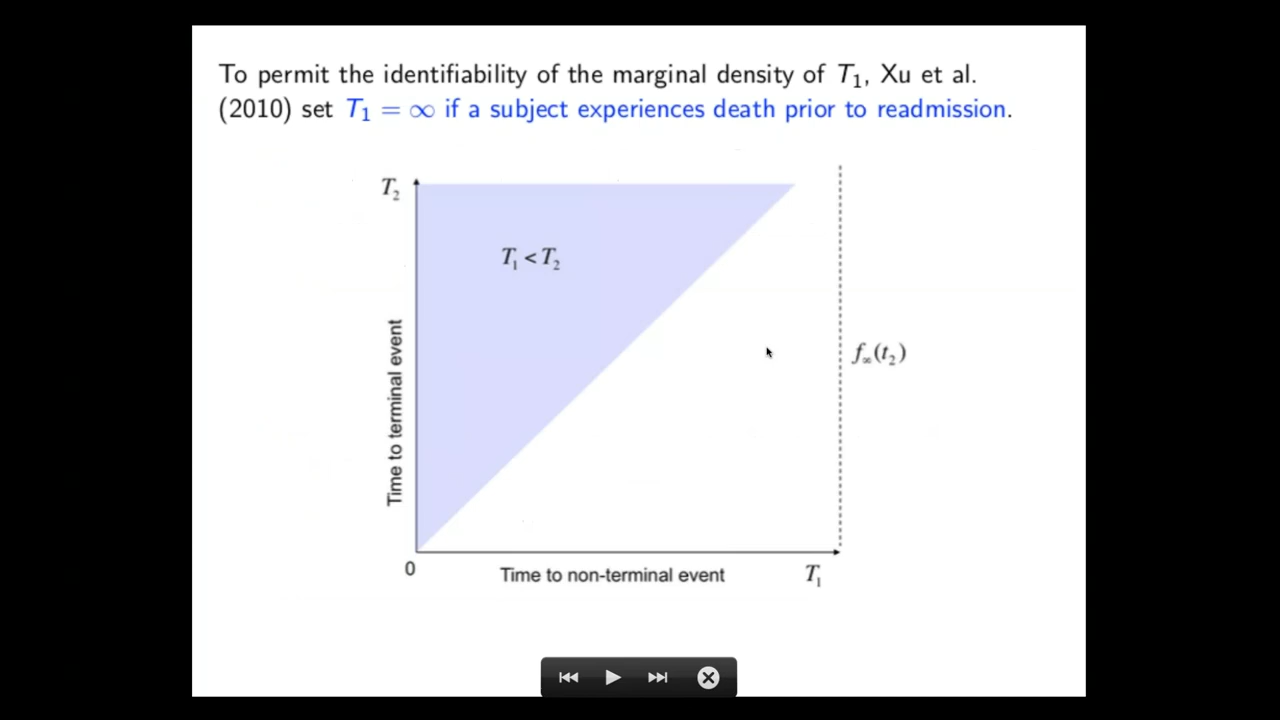 To permit the identifiability of the marginal density of T₁, Xu et al.
(2010) set T₁ = ∞ if a subject experiences death prior to readmission.
T₂
T₁ < T₂
Time to terminal event
f∞(t₂)
0
Time to non-terminal event
T₁